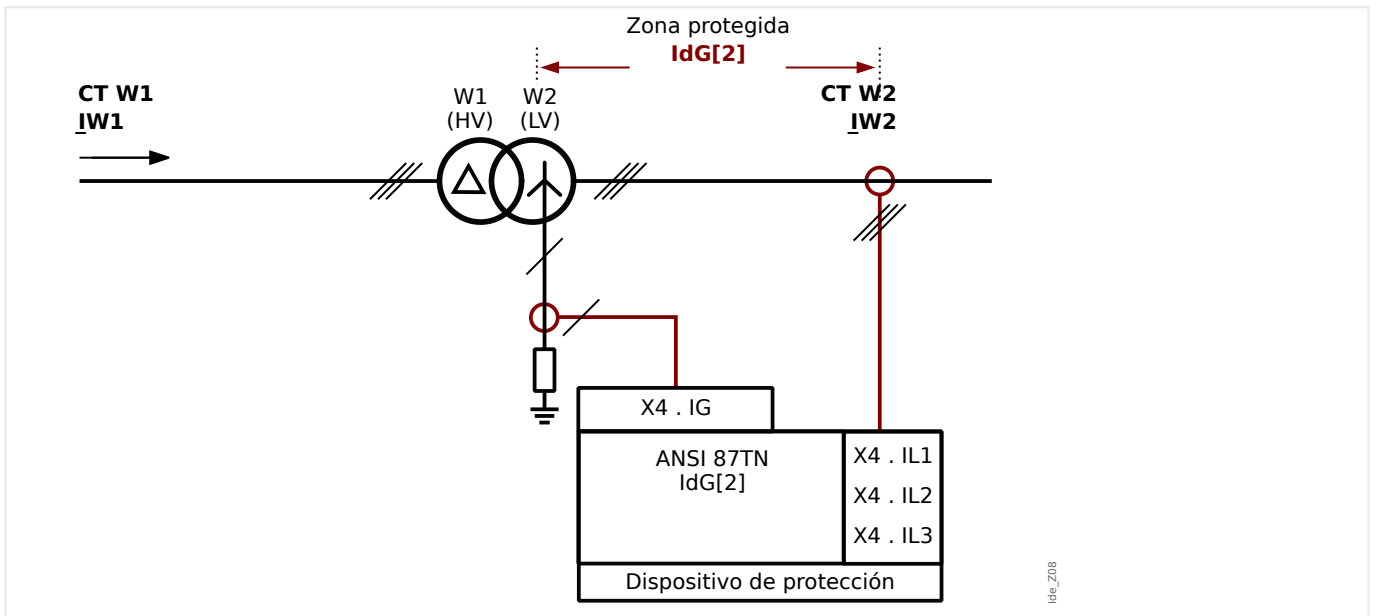 Zona protegida
IdG[2]
CT W1
IW1
W1
(HV)
W2
(LV)
CT W2
IW2
X4 . IG
ANSI 87TN
IdG[2]
X4 . IL1
X4 . IL2
X4 . IL3
Dispositivo de protección
Ide_Z08